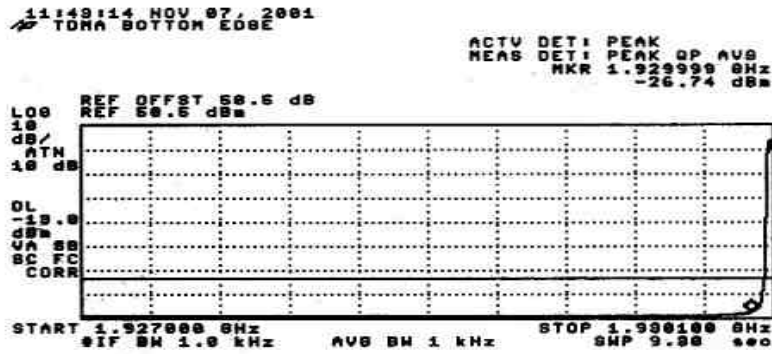 11:49:14 NOV 07, 2001
TDMA BOTTOM EDGE
ACTV DET: PEAK
MEAS DET: PEAK QP AVG
MKR 1.929999 GHz
-26.74 dBm
REF OFFST 50.5 dB
LOG REF 50.5 dBm
10
dB/
ATN
10 dB
DL
-13.0
dBm
VA SB
SC FC
CORR
START 1.927000 GHz STOP 1.930100 GHz
#IF BW 1.0 kHz AVG BW 1 kHz SWP 9.30 sec